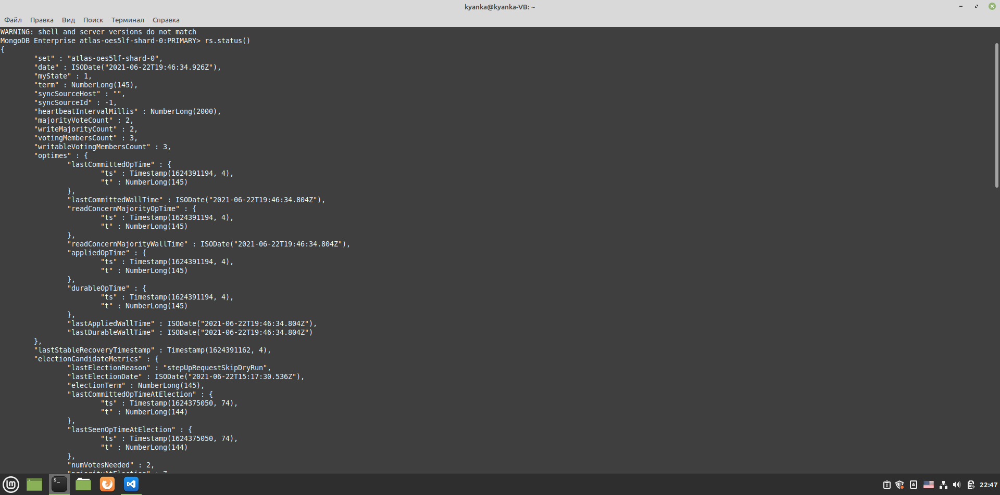 kyanka@kyanka-VB: ~
Файл Правка Вид Поиск Терминал Справка
WARNING: shell and server versions do not match
MongoDB Enterprise atlas-oes5lf-shard-0:PRIMARY> rs.status()
{
"set" : "atlas-oes5lf-shard-0",
"date" : ISODate("2021-06-22T19:46:34.926Z"),
"myState" : 1,
"term" : NumberLong(145),
"syncSourceHost" : "",
"syncSourceId" : -1,
"heartbeatIntervalMillis" : NumberLong(2000),
"majorityVoteCount" : 2,
"writeMajorityCount" : 2,
"votingMembersCount" : 3,
"writableVotingMembersCount" : 3,
"optimes" : {
"lastCommittedOpTime" : {
"ts" : Timestamp(1624391194, 4),
"t" : NumberLong(145)
},
"lastCommittedWallTime" : ISODate("2021-06-22T19:46:34.804Z"),
"readConcernMajorityOpTime" : {
"ts" : Timestamp(1624391194, 4),
"t" : NumberLong(145)
},
"readConcernMajorityWallTime" : ISODate("2021-06-22T19:46:34.804Z"),
"appliedOpTime" : {
"ts" : Timestamp(1624391194, 4),
"t" : NumberLong(145)
},
"durableOpTime" : {
"ts" : Timestamp(1624391194, 4),
"t" : NumberLong(145)
},
"lastAppliedWallTime" : ISODate("2021-06-22T19:46:34.804Z"),
"lastDurableWallTime" : ISODate("2021-06-22T19:46:34.804Z")
},
"lastStableRecoveryTimestamp" : Timestamp(1624391162, 4),
"electionCandidateMetrics" : {
"lastElectionReason" : "stepUpRequestSkipDryRun",
"lastElectionDate" : ISODate("2021-06-22T15:17:30.536Z"),
"electionTerm" : NumberLong(145),
"lastCommittedOpTimeAtElection" : {
"ts" : Timestamp(1624375050, 74),
"t" : NumberLong(144)
},
"lastSeenOpTimeAtElection" : {
"ts" : Timestamp(1624375050, 74),
"t" : NumberLong(144)
},
"numVotesNeeded" : 2,
"priorityAtElection" : 7,
22:47